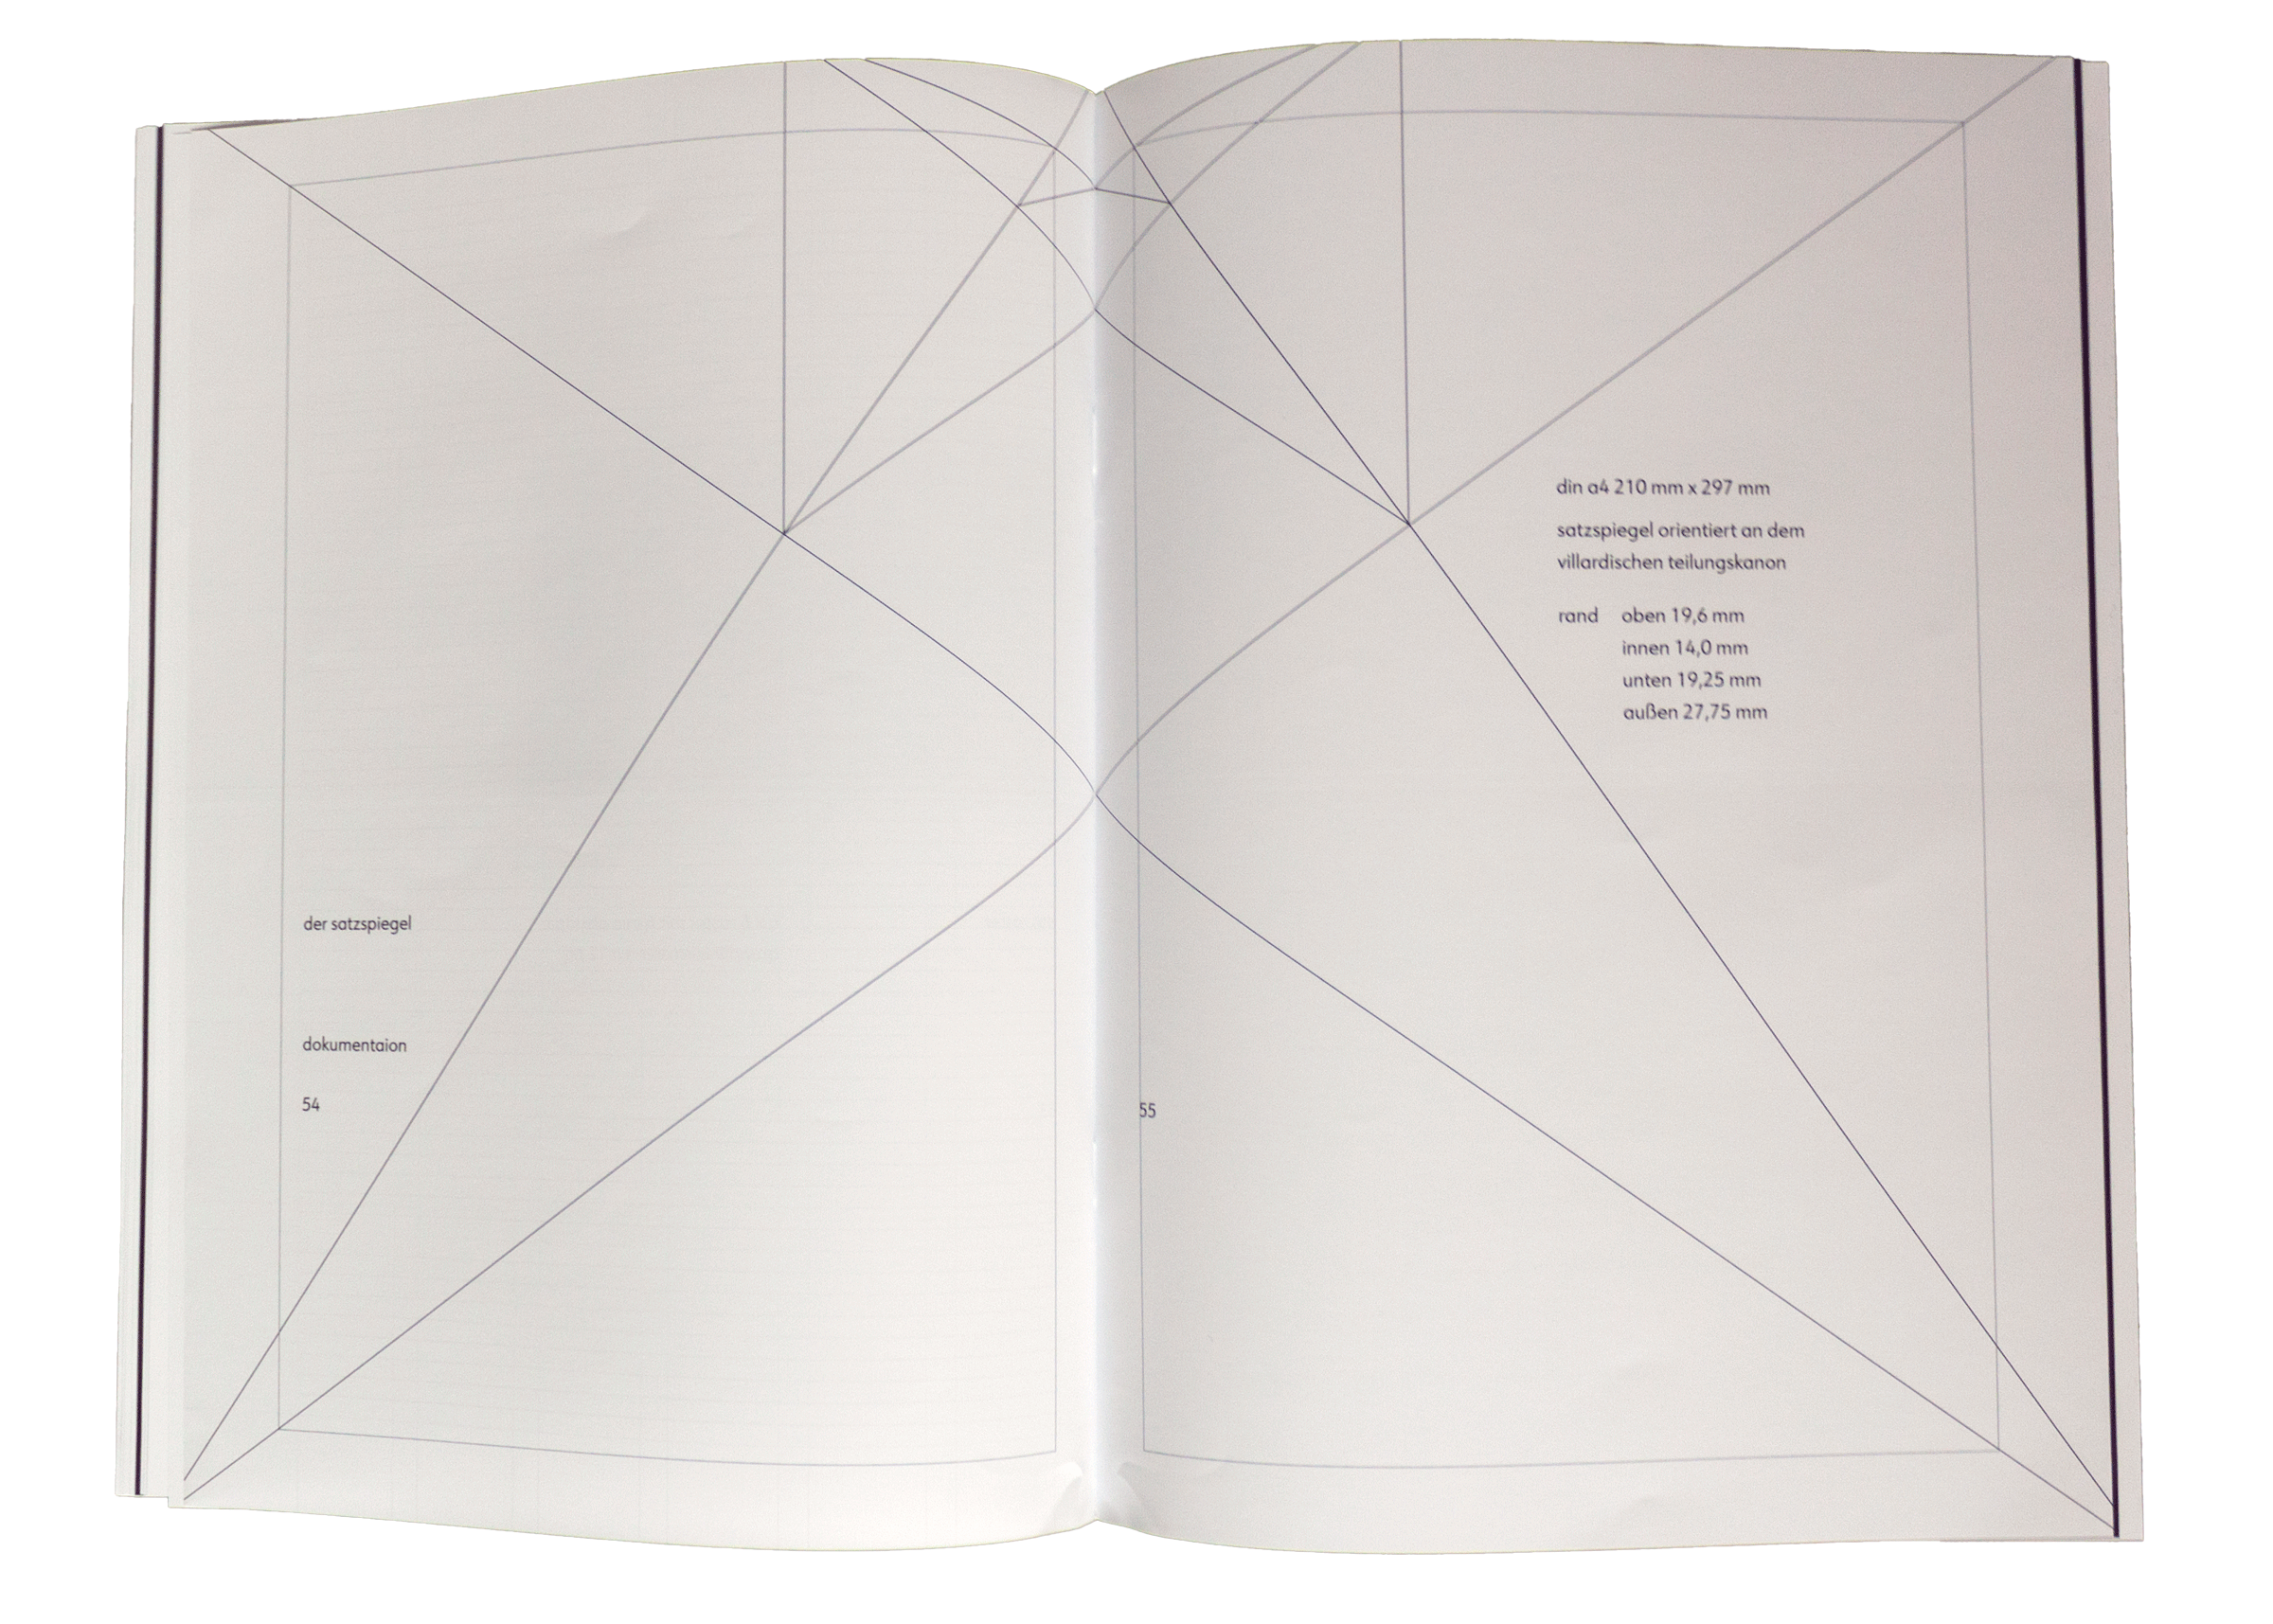 der satzspiegel
dokumentaion
54
din a4 210 mm x 297 mm
satzspiegel orientiert an dem
villardischen teilungskanon
rand oben 19,6 mm
innen 14,0 mm
unten 19,25 mm
außen 27,75 mm
55